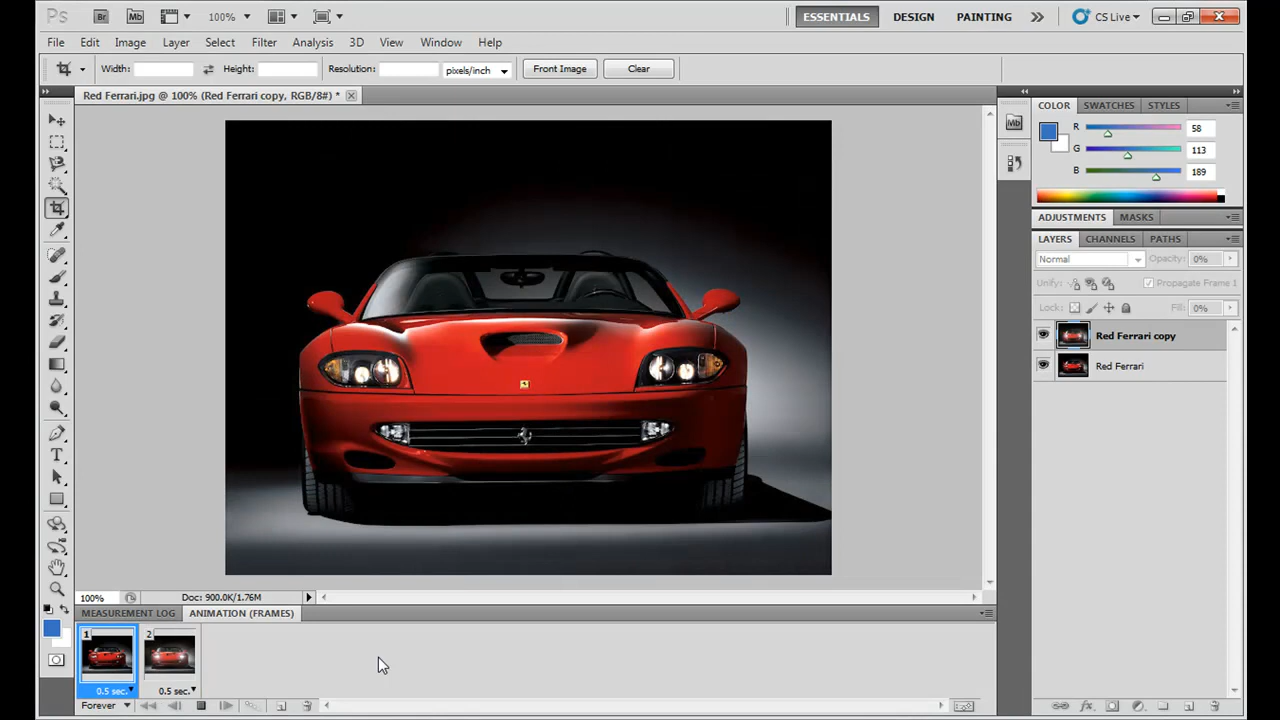 Ps Br Mb 100% ESSENTIALS DESIGN PAINTING CS Live
File Edit Image Layer Select Filter Analysis 3D View Window Help
Width: Height: Resolution: pixels/inch Front Image Clear
Red Ferrari.jpg @ 100% (Red Ferrari copy, RGB/8#) *
COLOR SWATCHES STYLES
Mb
R 58
G 113
B 189
ADJUSTMENTS MASKS
LAYERS CHANNELS PATHS
Normal Opacity: 0%
Unify: Propagate Frame 1
Lock: Fill: 0%
Red Ferrari copy
Red Ferrari
T
100% Doc: 900.0K/1.76M
MEASUREMENT LOG ANIMATION (FRAMES)
1 2
0.5 sec. 0.5 sec.
Forever
fx